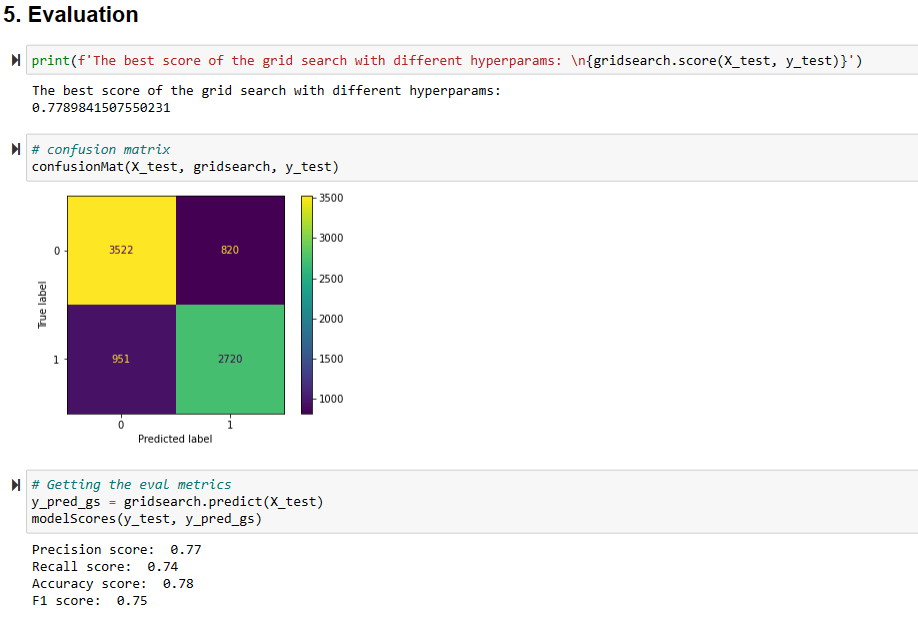 5. Evaluation
print(f'The best score of the grid search with different hyperparams: \n{gridsearch.score(X_test, y_test)}')
The best score of the grid search with different hyperparams:
0.7789841507550231
# confusion matrix
confusionMat(X_test, gridsearch, y_test)
3500
3000
2500
2000
1500
1000
0
3522
820
True label
1
951
2720
0
1
Predicted label
# Getting the eval metrics
y_pred_gs = gridsearch.predict(X_test)
modelScores(y_test, y_pred_gs)
Precision score:  0.77
Recall score:  0.74
Accuracy score:  0.78
F1 score:  0.75